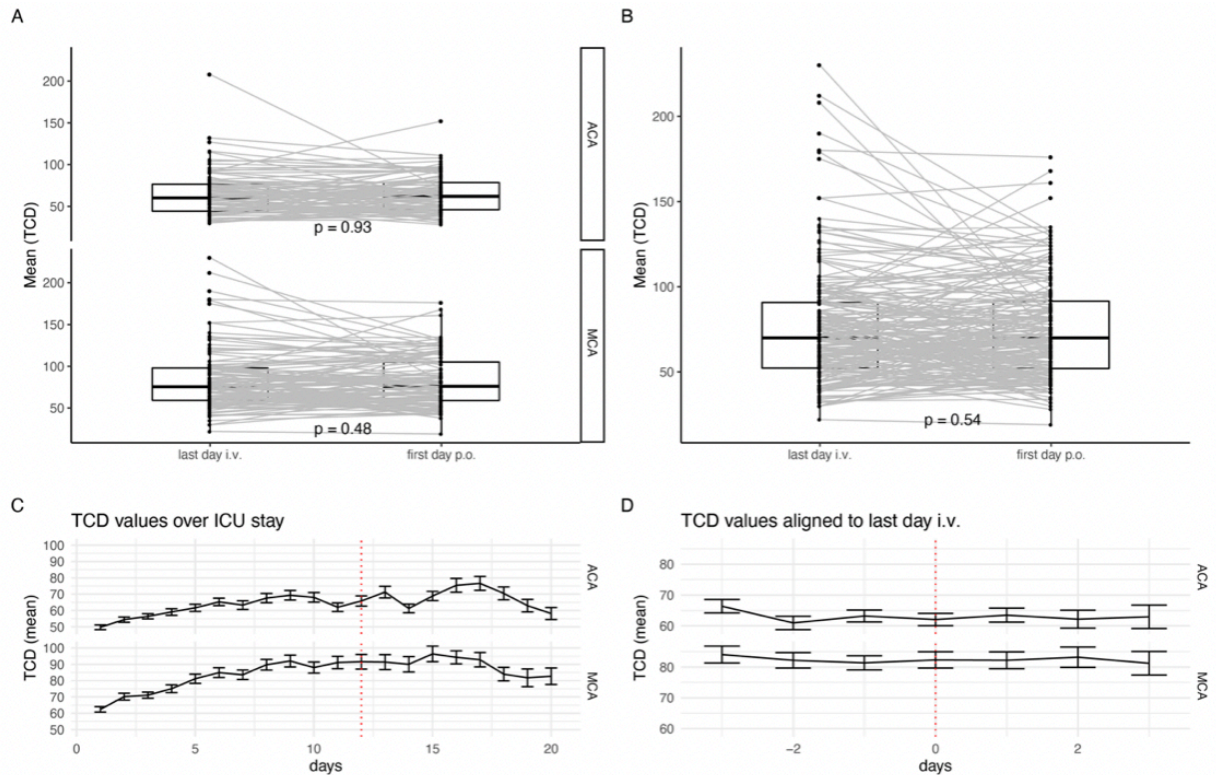 A
Mean (TCD)
200
150
100
50
p = 0.93
ACA
200
150
100
50
p = 0.48
MCA
last day i.v.
first day p.o.
B
Mean (TCD)
200
150
100
50
p = 0.54
last day i.v.
first day p.o.
C
TCD values over ICU stay
TCD (mean)
100
90
80
70
60
50
ACA
100
90
80
70
60
50
MCA
0
5
10
15
20
days
D
TCD values aligned to last day i.v.
TCD (mean)
80
70
60
ACA
80
70
60
MCA
−2
0
2
days